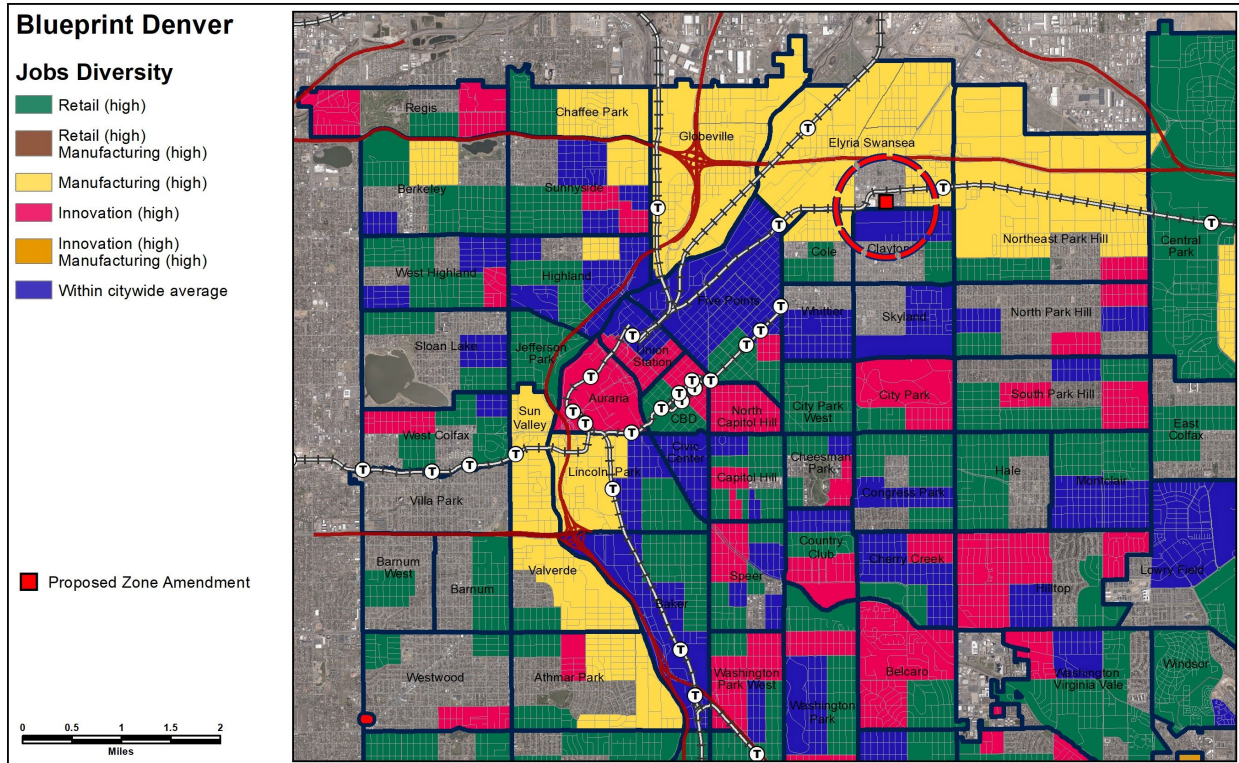 Blueprint Denver
Jobs Diversity
Retail (high)
Retail (high)
Manufacturing (high)
Manufacturing (high)
Innovation (high)
Innovation (high)
Manufacturing (high)
Within citywide average
Proposed Zone Amendment
0 0.5 1 1.5 2
Miles
Regis
Chaffee Park
Globeville
Elyria Swansea
T
Berkeley
Sunnyside
T
T
T
T
Clayton
Cole
Northeast Park Hill
Central
Park
West Highland
Highland
Five Points
Whittier
Skyland
North Park Hill
T
T
T
T
Sloan Lake
Jefferson
Park
Union
Station
T
T
T
T
T
T
T
T
T
T
Auraria
CBD
North
Capitol Hill
City Park
West
City Park
South Park Hill
Sun
Valley
East
Colfax
West Colfax
T
T
T
T
Lincoln Park
Civic
Center
Capitol Hill
Cheesman
Park
Congress Park
Hale
Montclair
T
Villa Park
Barnum
West
Barnum
Valverde
Baker
Speer
Country
Club
Cherry Creek
Hilltop
Lowry Field
T
Westwood
Athmar Park
Washington
Park West
Washington
Park
Belcaro
Washington
Virginia Vale
Windsor
T
T